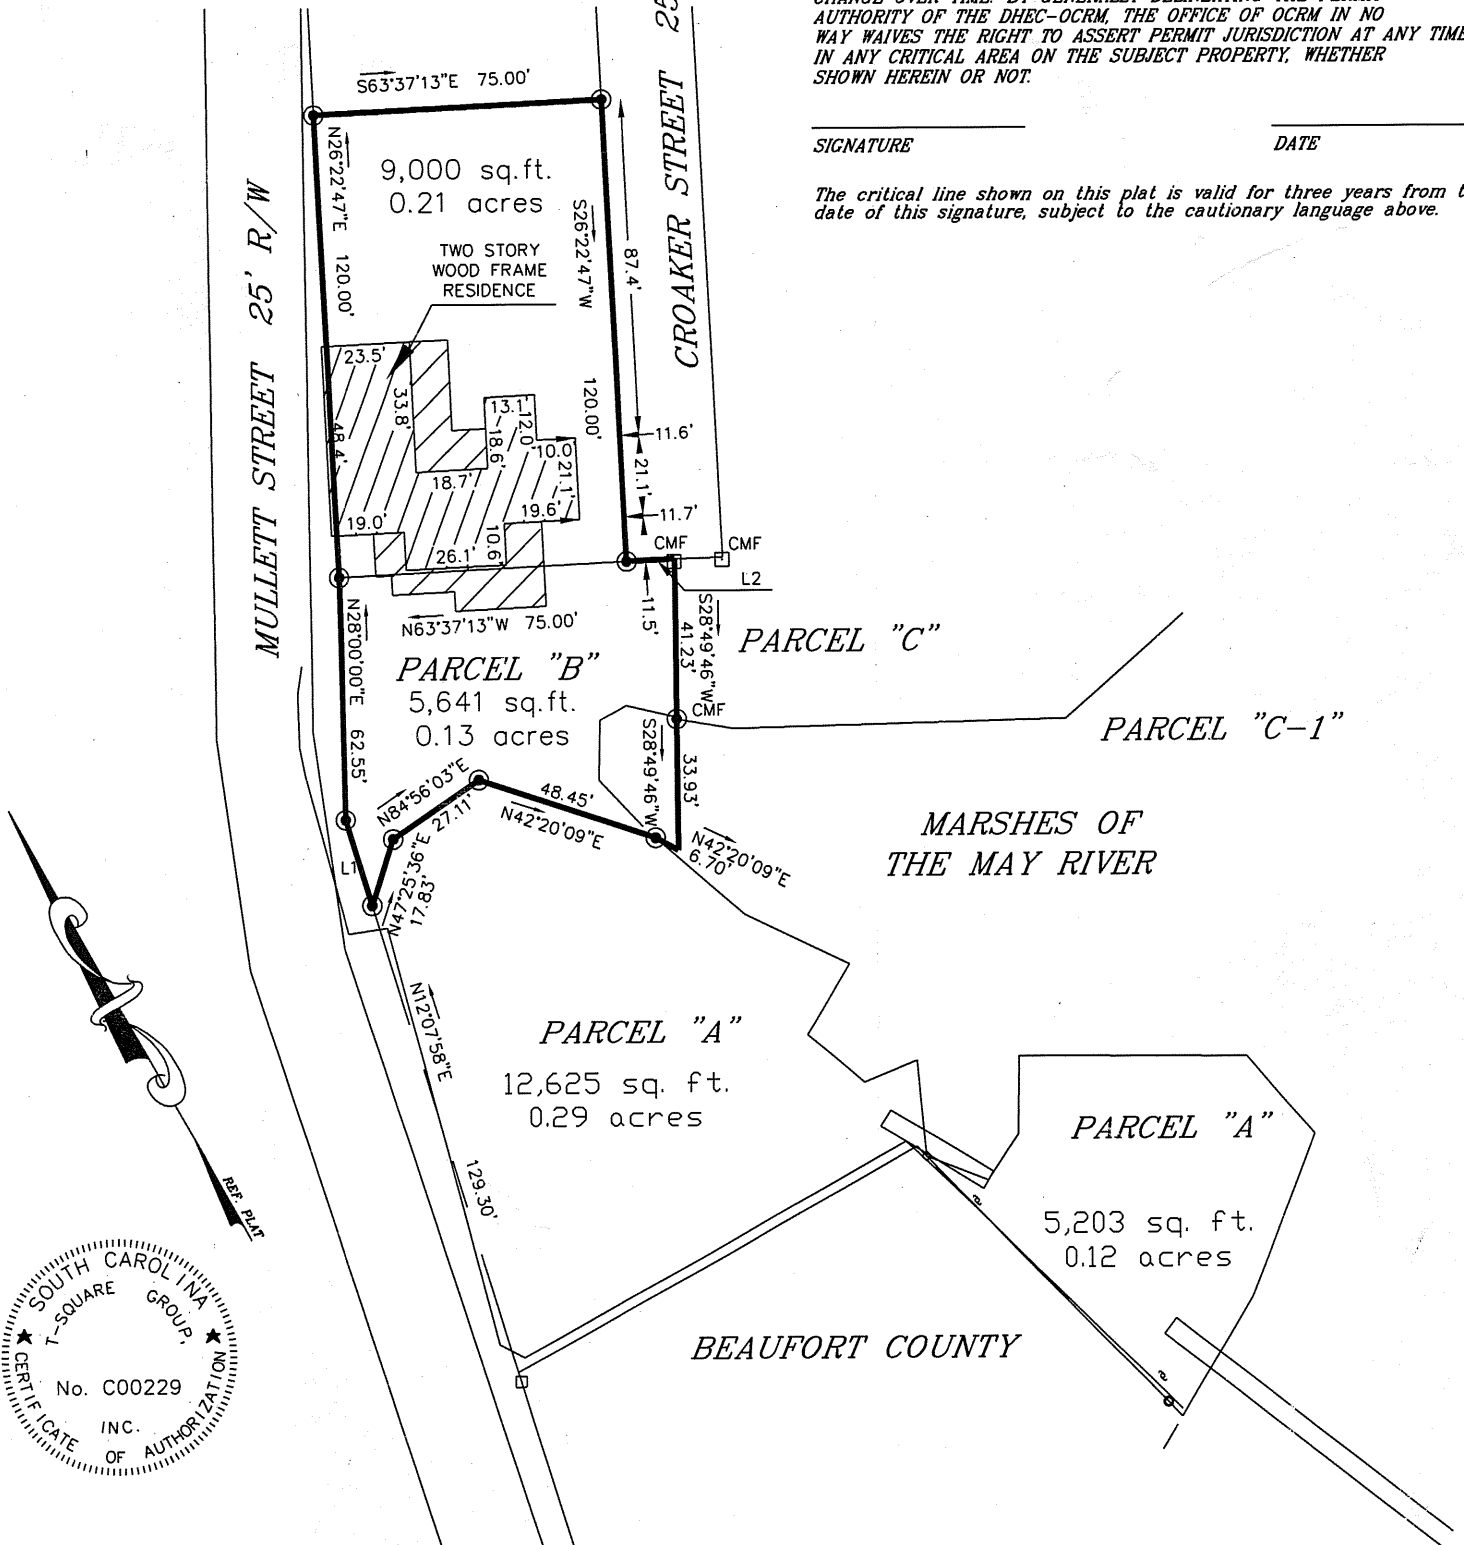 AUTHORITY OF THE DHEC-OCRM, THE OFFICE OF OCRM IN NO
WAY WAIVES THE RIGHT TO ASSERT PERMIT JURISDICTION AT ANY TIME
IN ANY CRITICAL AREA ON THE SUBJECT PROPERTY, WHETHER
SHOWN HEREIN OR NOT.
SIGNATURE
DATE
The critical line shown on this plat is valid for three years from
date of this signature, subject to the cautionary language above.
S63°37'13"E 75.00'
N26°22'47"E 120.00'
9,000 sq.ft.
0.21 acres
S26°22'47"W
120.00'
TWO STORY
WOOD FRAME
RESIDENCE
87.4'
CROAKER STREET 25
MULLETT STREET 25' R/W
23.5'
33.8'
48.4'
13.1'
12.0'
18.6'
10.0'
21.1'
18.7'
19.0'
19.6'
10.6'
26.1'
11.6'
21.1'
11.7'
CMF
CMF
L2
11.5'
N63°37'13"W 75.00'
N28°00'00"E 62.55'
PARCEL "B"
5,641 sq.ft.
0.13 acres
S28°49'46"W
41.23'
PARCEL "C"
CMF
PARCEL "C-1"
S28°49'46"W
33.93'
N84°56'03"E
27.11'
48.45'
N42°20'09"E
N42°20'09"E
6.70'
L1
N47°25'36"E
17.83'
MARSHES OF
THE MAY RIVER
N12°07'58"E
129.30'
PARCEL "A"
12,625 sq. ft.
0.29 acres
PARCEL "A"
5,203 sq. ft.
0.12 acres
BEAUFORT COUNTY
REF. PLAT
SOUTH CAROLINA
T-SQUARE GROUP,
No. C00229
INC.
CERTIFICATE OF AUTHORIZATION